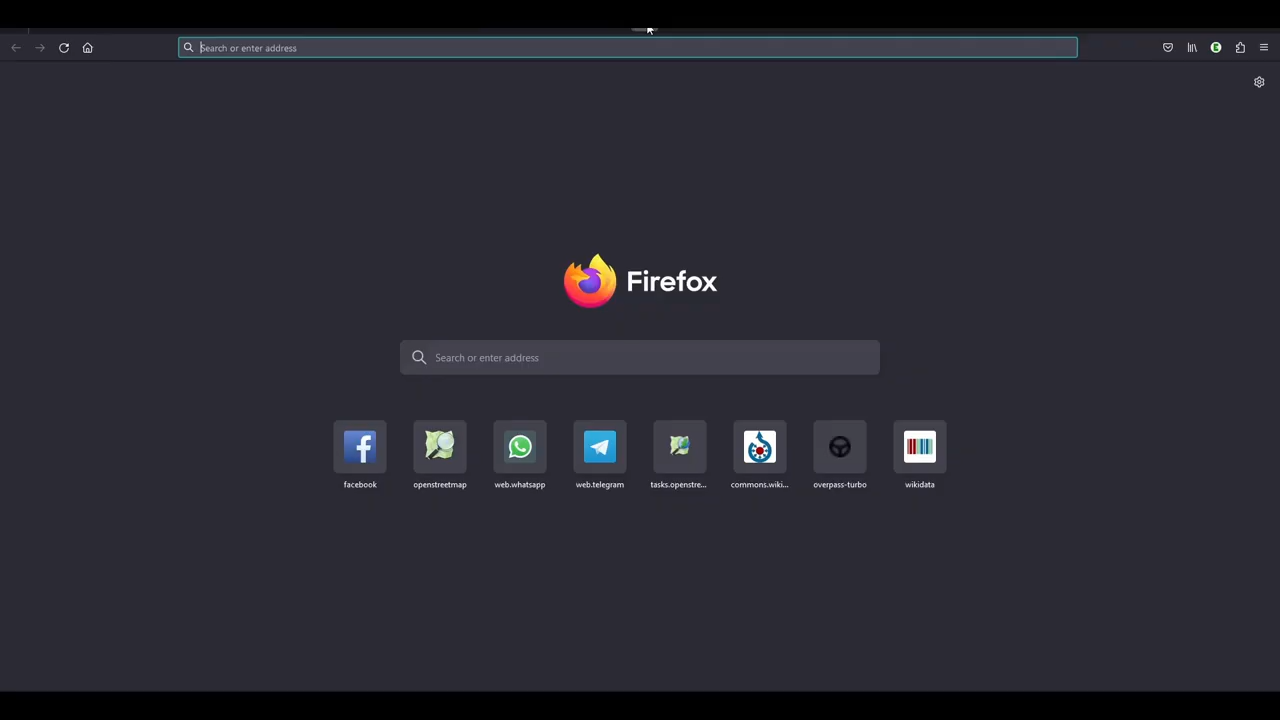 Search or enter address
Firefox
Search or enter address
facebook
openstreetmap
web.whatsapp
web.telegram
tasks.openstre...
commons.wiki...
overpass-turbo
wikidata